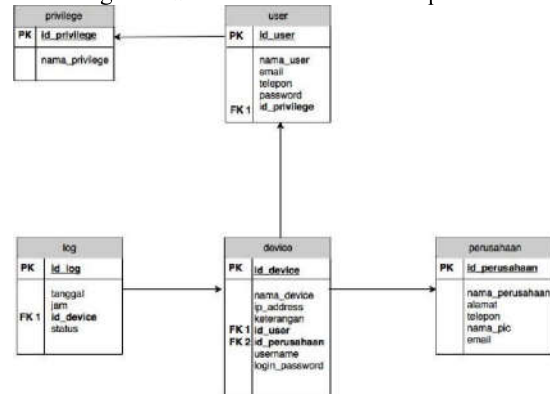 privilege
PK id_privilege
nama_privilege
user
PK id_user
nama_user
email
telepon
password
FK 1 id_privilege
log
PK id_log
tanggal
jam
FK 1 id_device
status
device
PK id_device
nama_device
ip_address
keterangan
FK 1 id_user
FK 2 id_perusahaan
username
login_password
perusahaan
PK id_perusahaan
nama_perusahaan
alamat
telepon
nama_pic
email